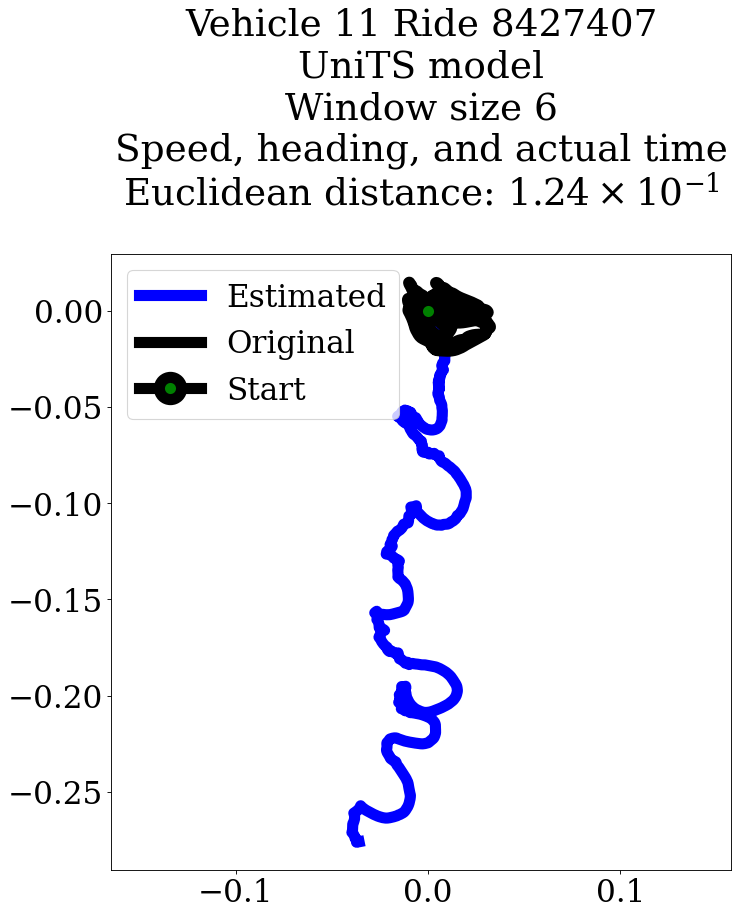 Vehicle 11 Ride 8427407
UniTS model
Window size 6
Speed, heading, and actual time
Euclidean distance: 1.24 × 10⁻¹
Estimated
Original
Start
0.00
−0.05
−0.10
−0.15
−0.20
−0.25
−0.1 0.0 0.1